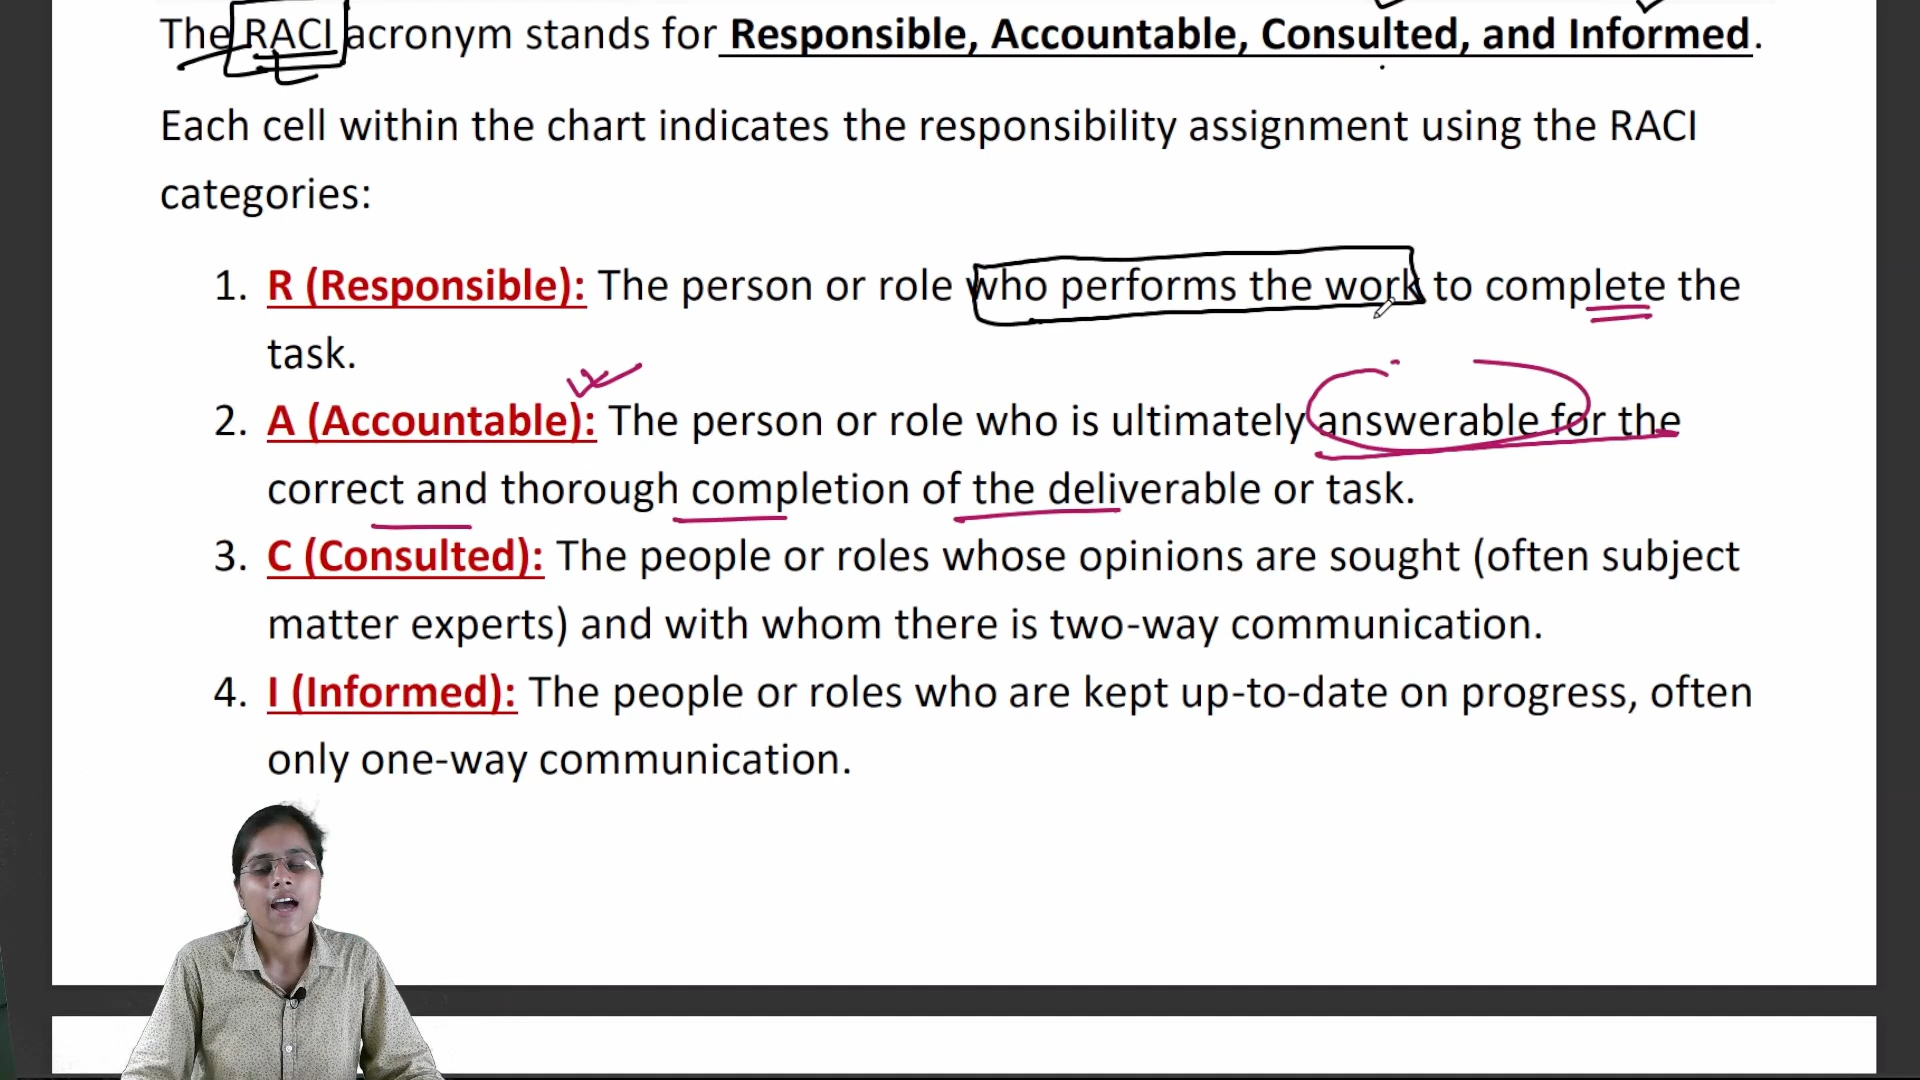 The RACI acronym stands for Responsible, Accountable, Consulted, and Informed.
Each cell within the chart indicates the responsibility assignment using the RACI
categories:
1. R (Responsible): The person or role who performs the work to complete the
task.
2. A (Accountable): The person or role who is ultimately answerable for the
correct and thorough completion of the deliverable or task.
3. C (Consulted): The people or roles whose opinions are sought (often subject
matter experts) and with whom there is two-way communication.
4. I (Informed): The people or roles who are kept up-to-date on progress, often
only one-way communication.